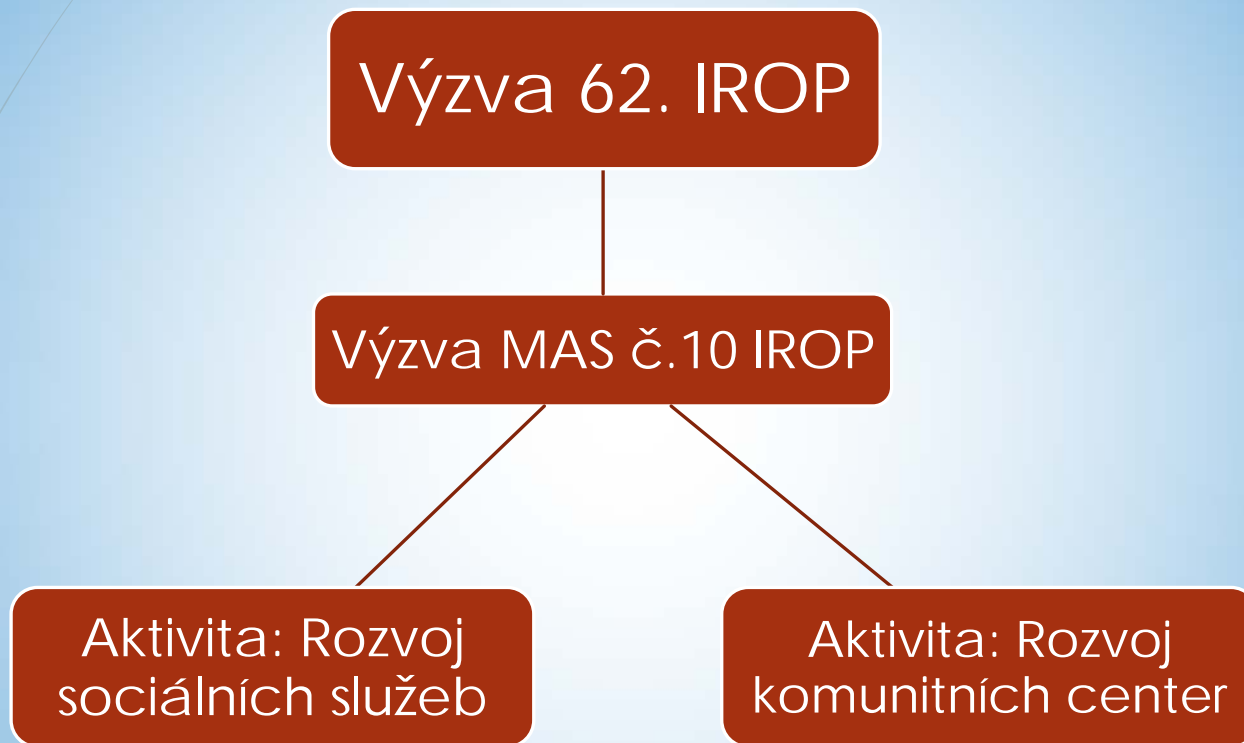 Výzva 62. IROP
Výzva MAS č.10 IROP
Aktivita: Rozvoj
sociálních služeb
Aktivita: Rozvoj
komunitních center